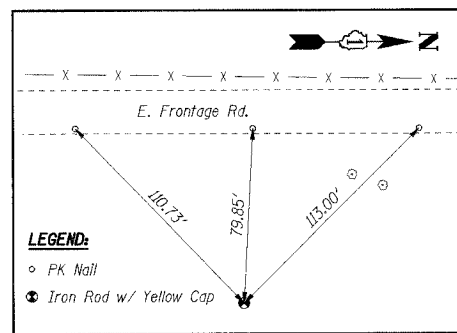 N
X X X X X X X X
E. Frontage Rd.
110.73'
79.85'
113.00'
LEGEND:
PK Nail
Iron Rod w/ Yellow Cap